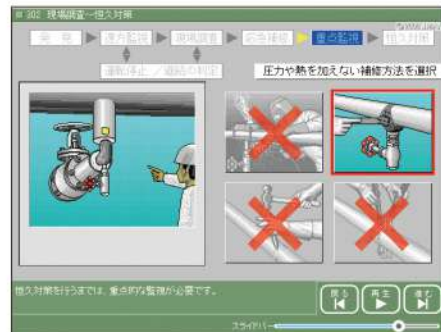 302 現場調査～恒久対策
発見 ▶ 遠方監視 ▶ 現場調査 ▶ 応急補修 ▶ 重点監視 ▶ 恒久対策
運転停止／継続の判定
圧力や熱を加えない補修方法を選択
恒久対策を行うまでは、重点的な監視が必要です。
戻る
再生
進む
スライドバー